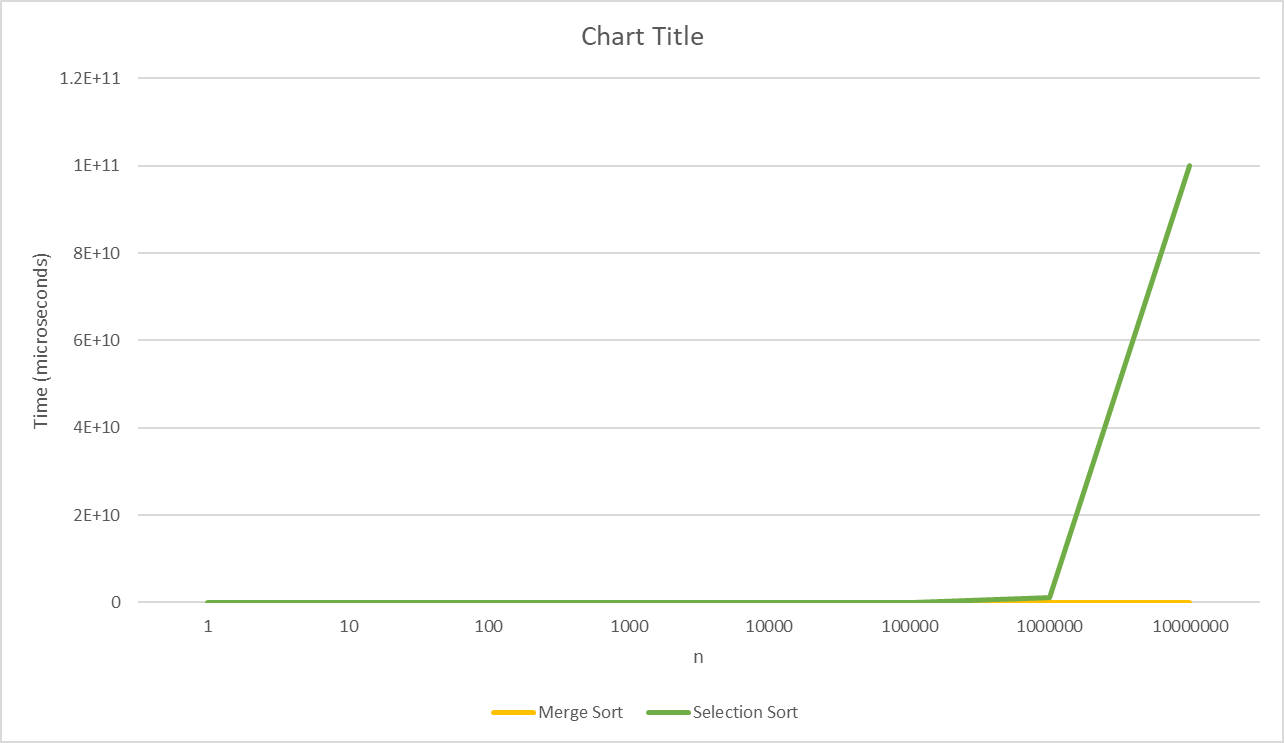 Chart Title
1.2E+11
1E+11
8E+10
6E+10
4E+10
2E+10
0
Time (microseconds)
1 10 100 1000 10000 100000 1000000 10000000
n
Merge Sort Selection Sort